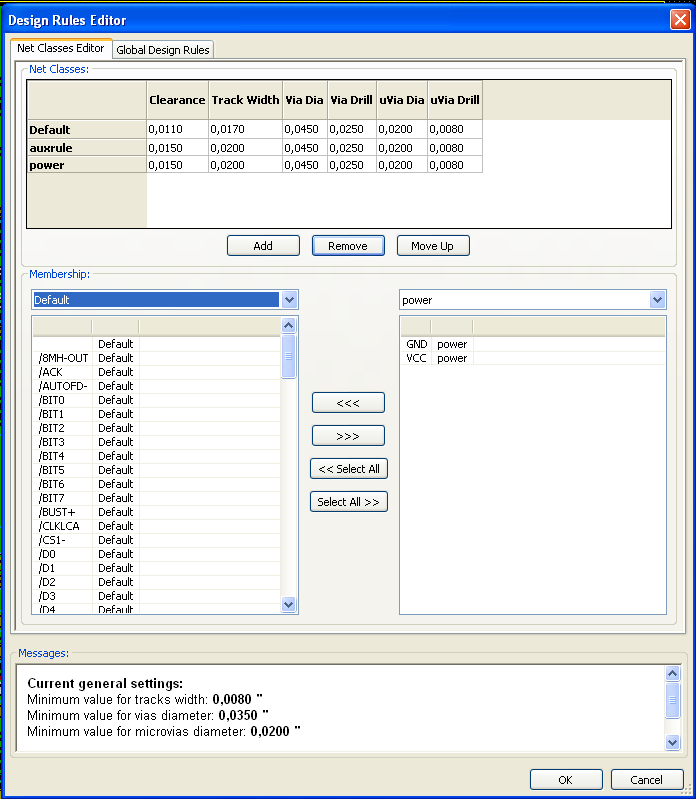 Design Rules Editor
Net Classes Editor Global Design Rules
Net Classes:
Clearance Track Width Via Dia Via Drill uVia Dia uVia Drill
Default 0,0110 0,0170 0,0450 0,0250 0,0200 0,0080
auxrule 0,0150 0,0200 0,0450 0,0250 0,0200 0,0080
power 0,0150 0,0200 0,0450 0,0250 0,0200 0,0080
Add Remove Move Up
Membership:
Default
Default
/8MH-OUT Default
/ACK Default
/AUTOFD- Default
/BIT0 Default
/BIT1 Default
/BIT2 Default
/BIT3 Default
/BIT4 Default
/BIT5 Default
/BIT6 Default
/BIT7 Default
/BUST+ Default
/CLKLCA Default
/CS1- Default
/D0 Default
/D1 Default
/D2 Default
/D3 Default
/D4 Default
<<<
>>>
<< Select All
Select All >>
power
GND power
VCC power
Messages:
Current general settings:
Minimum value for tracks width: 0,0080 "
Minimum value for vias diameter: 0,0350 "
Minimum value for microvias diameter: 0,0200 "
OK Cancel